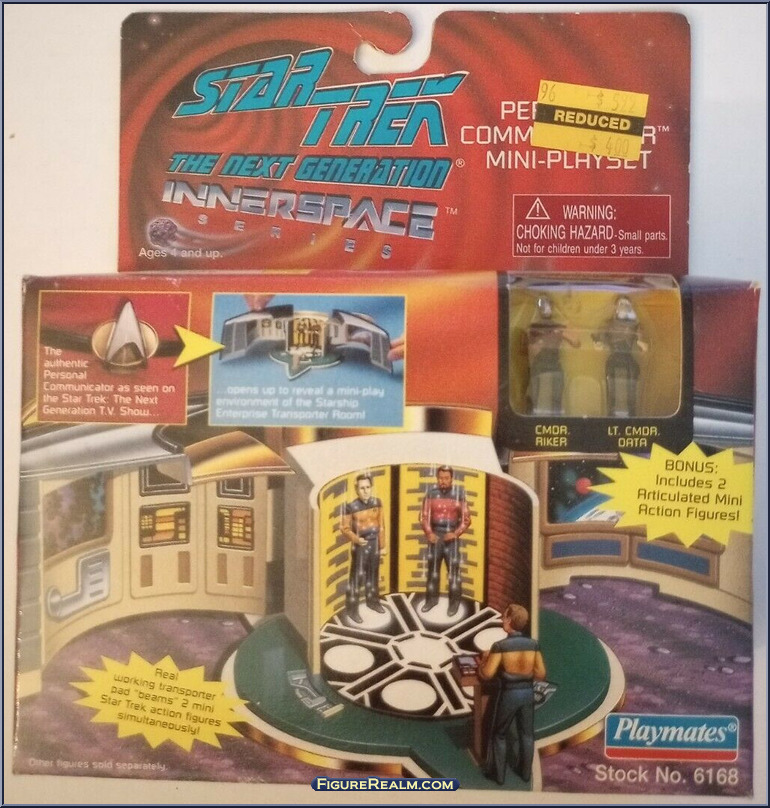 STAR TREK
THE NEXT GENERATION®
INNERSPACE™
SERIES
Ages 4 and up.
96 $
REDUCED
$ 4.00
MINI-PLAYSET
WARNING:
CHOKING HAZARD-Small parts.
Not for children under 3 years.
The
authentic
Personal
Communicator as seen on
the Star Trek: The Next
Generation T.V. Show...
...opens up to reveal a mini-play
environment of the Starship
Enterprise Transporter Room!
CMDR.
RIKER
LT. CMDR.
DATA
BONUS:
Includes 2
Articulated Mini
Action Figures!
Real
working transporter
pad "beams" 2 mini
Star Trek action figures
simultaneously!
Other figures sold separately.
Playmates®
Stock No. 6168
FIGUREREALM.COM